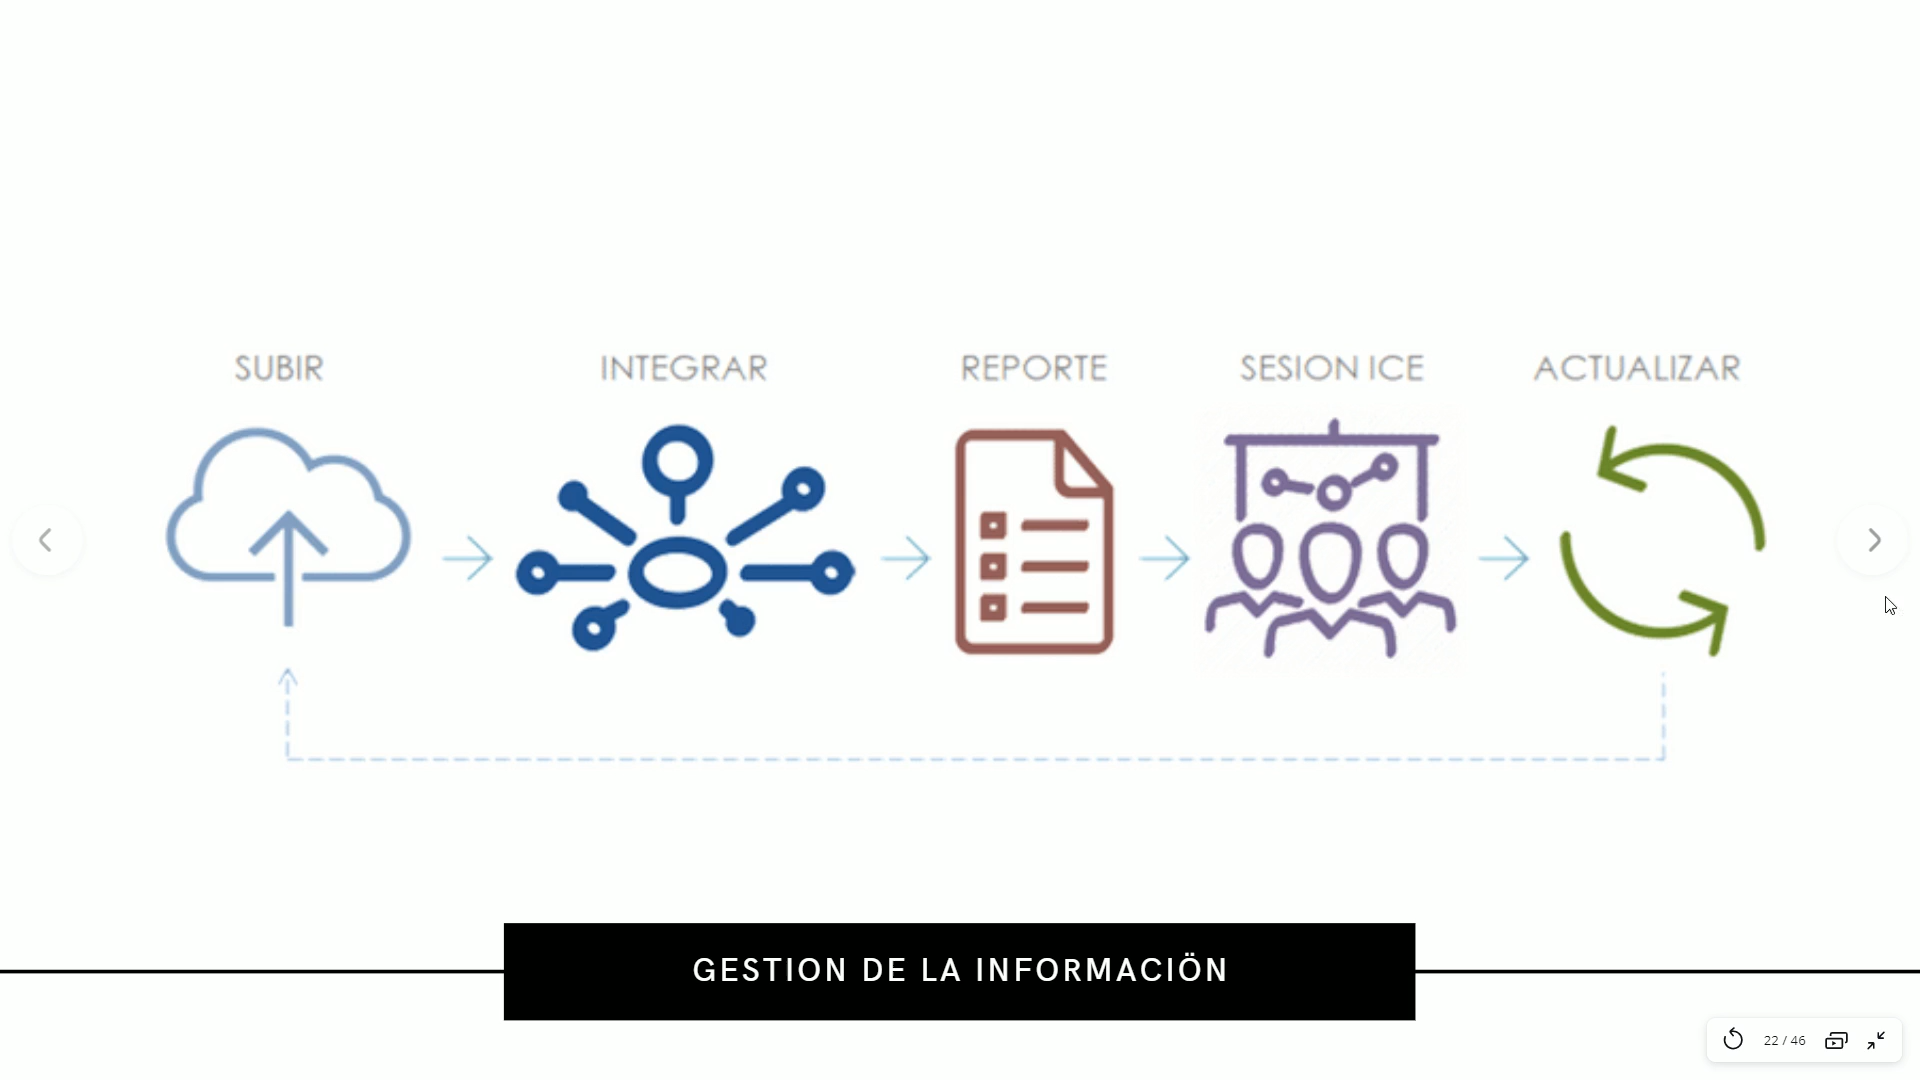 SUBIR
INTEGRAR
REPORTE
SESION ICE
ACTUALIZAR
GESTION DE LA INFORMACIÖN
22 / 46